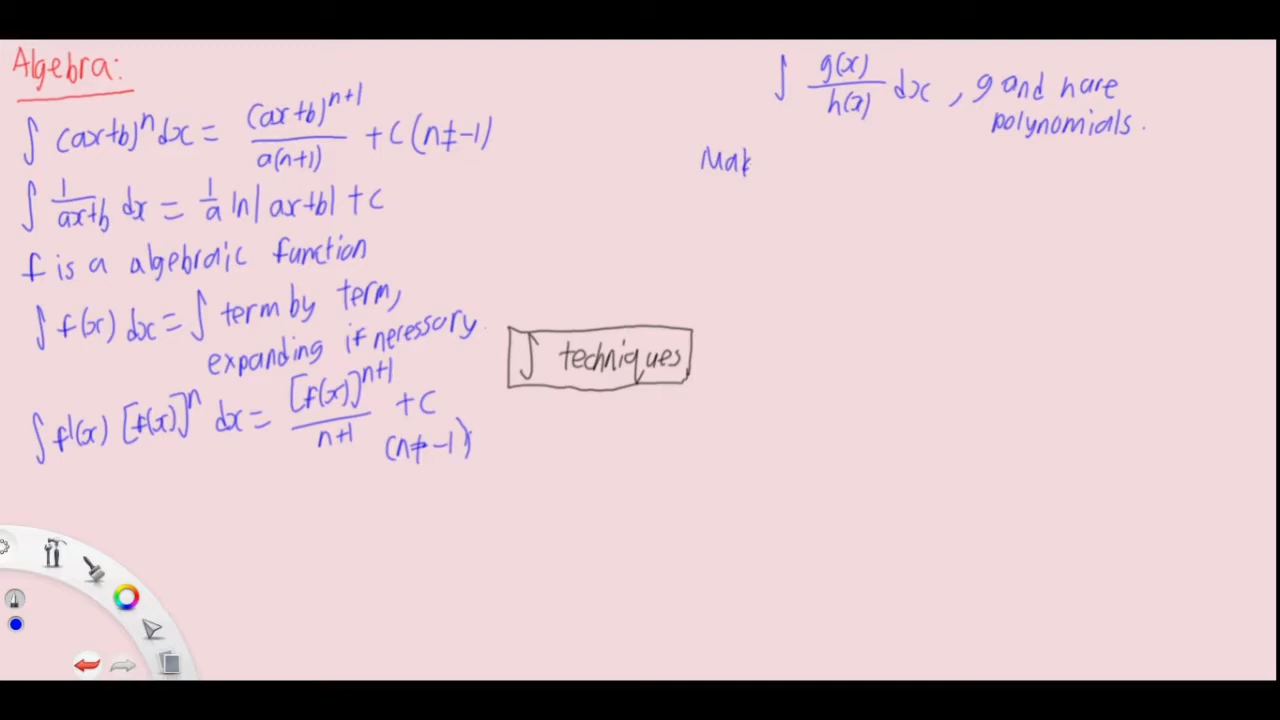 Algebra:
∫ (ax+b)^n dx = (ax+b)^(n+1) / a(n+1) + C (n≠-1)
∫ 1/(ax+b) dx = 1/a ln|ax+b| + C
f is a algebraic function
∫ f(x) dx = ∫ term by term,
expanding if necessary.
∫ f'(x) [f(x)]^n dx = [f(x)]^(n+1) / n+1 + C
(n≠-1)
∫ techniques
∫ g(x)/h(x) dx , g and h are
polynomials.
Mak